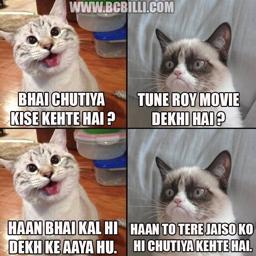 WWW.BCBILLI.COM
BHAI CHUTIYA
KISE KEHTE HAI ?
TUNE ROY MOVIE
DEKHI HAI ?
HAAN BHAI KAL HI
DEKH KE AAYA HU.
HAAN TO TERE JAISO KO
HI CHUTIYA KEHTE HAI.